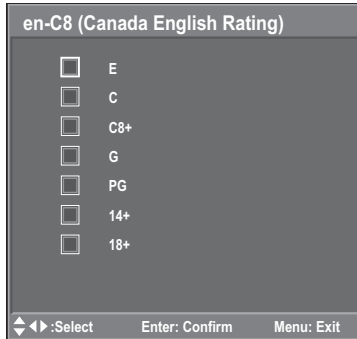 en-C8 (Canada English Rating)
E
C
C8+
G
PG
14+
18+
:Select Enter: Confirm Menu: Exit